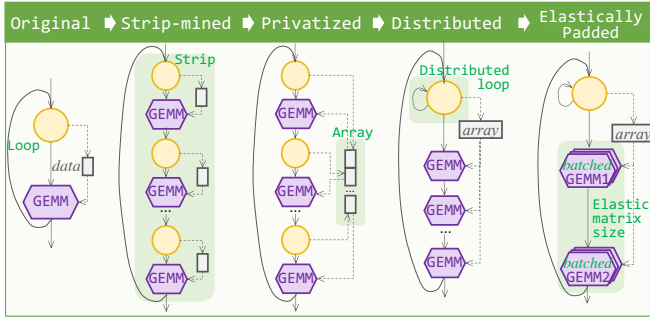 Original
Strip-mined
Privatized
Distributed
Elastically
Padded
Loop
data
GEMM
Strip
GEMM
GEMM
...
GEMM
GEMM
Array
GEMM
...
...
GEMM
Distributed
loop
array
GEMM
GEMM
...
GEMM
array
batched
GEMM1
Elastic
matrix
size
batched
GEMM2